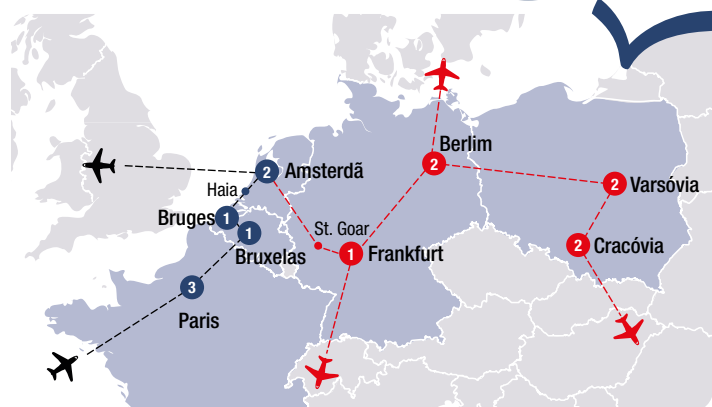 Berlim
2
2
Amsterdã
2
Varsóvia
Haia
1
Bruges
St. Goar
2
Cracóvia
1
Bruxelas
1
Frankfurt
3
Paris